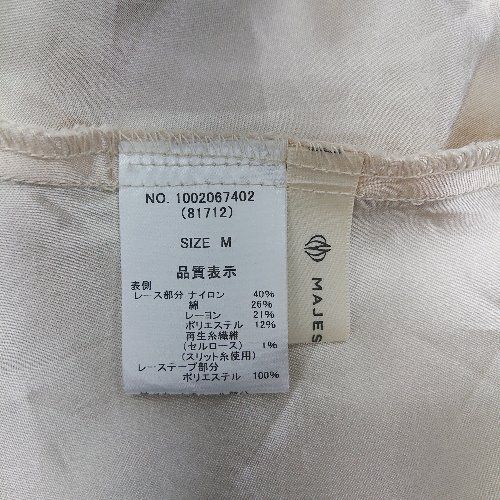 NO. 1002067402
(81712)
SIZE M
品質表示
表側
レース部分 ナイロン 40%
綿 26%
レーヨン 21%
ポリエステル 12%
再生糸繊維
(セルロース) 1%
(スリット糸使用)
レーステープ部分
ポリエステル 100%
MAJES